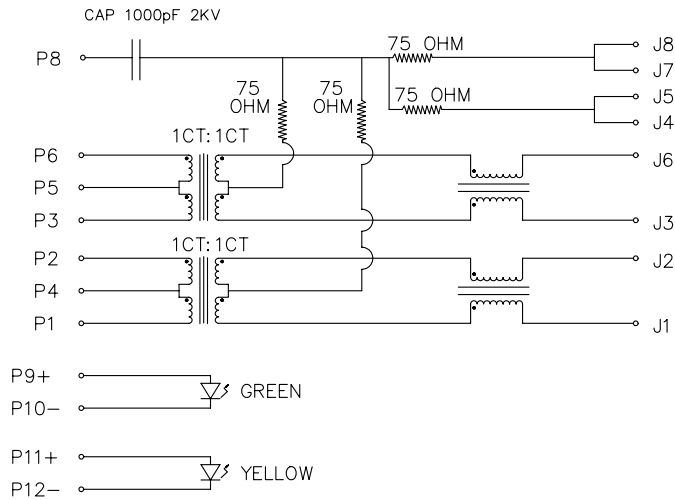 CAP 1000pF 2KV
P8
75 OHM
J8
J7
75
OHM
75
OHM
75 OHM
J5
J4
1CT:1CT
P6
J6
P5
P3
J3
1CT:1CT
P2
J2
P4
P1
J1
P9+
GREEN
P10-
P11+
YELLOW
P12-